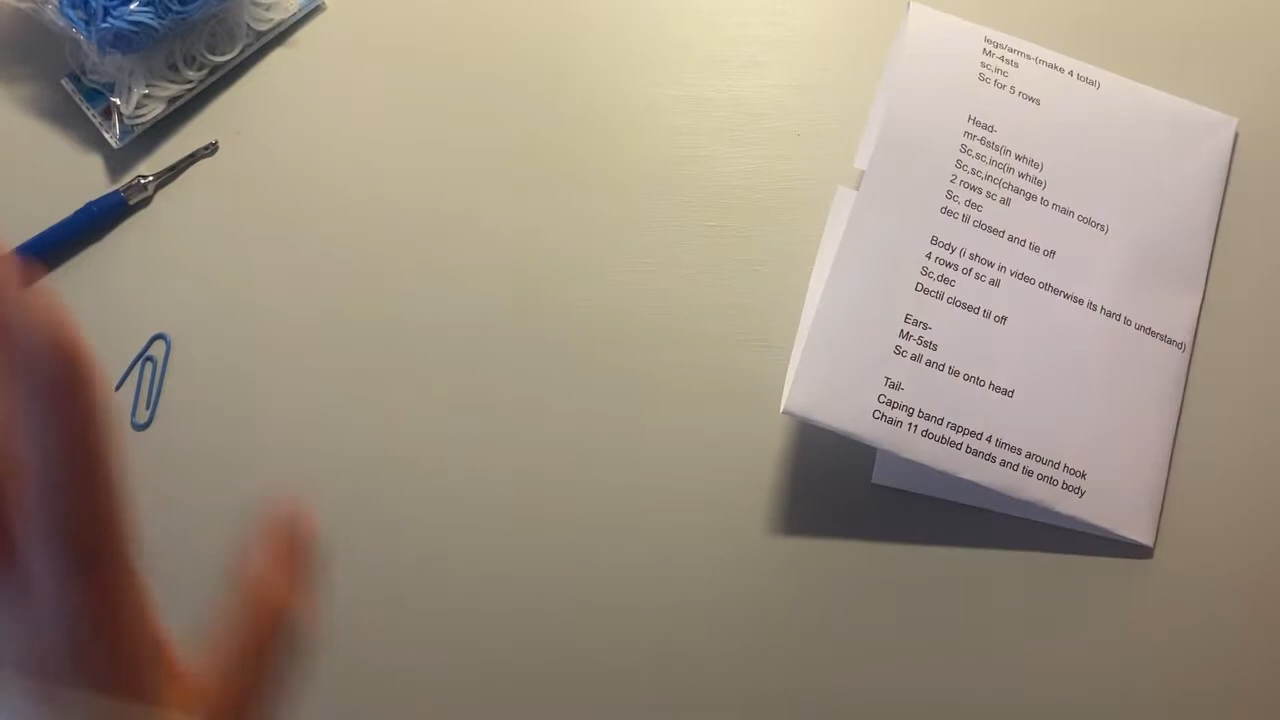 legs/arms-(make 4 total)
Mr-4sts
sc,inc
Sc for 5 rows
Head-
mr-6sts(in white)
Sc,sc,inc(in white)
Sc,sc,inc(change to main colors)
2 rows sc all
Sc, dec
dec til closed and tie off
Body (i show in video otherwise its hard to understand)
4 rows of sc all
Sc,dec
Dectil closed til off
Ears-
Mr-5sts
Sc all and tie onto head
Tail-
Caping band rapped 4 times around hook
Chain 11 doubled bands and tie onto body